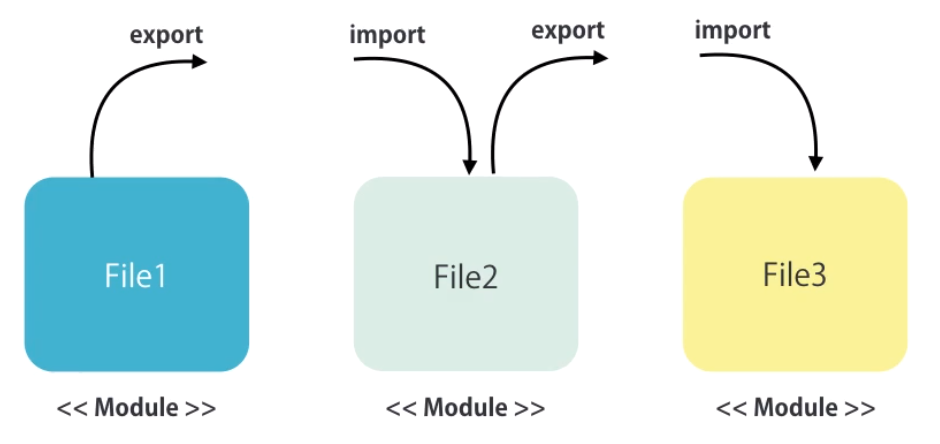 export
import
export
import
File1
File2
File3
<< Module >>
<< Module >>
<< Module >>